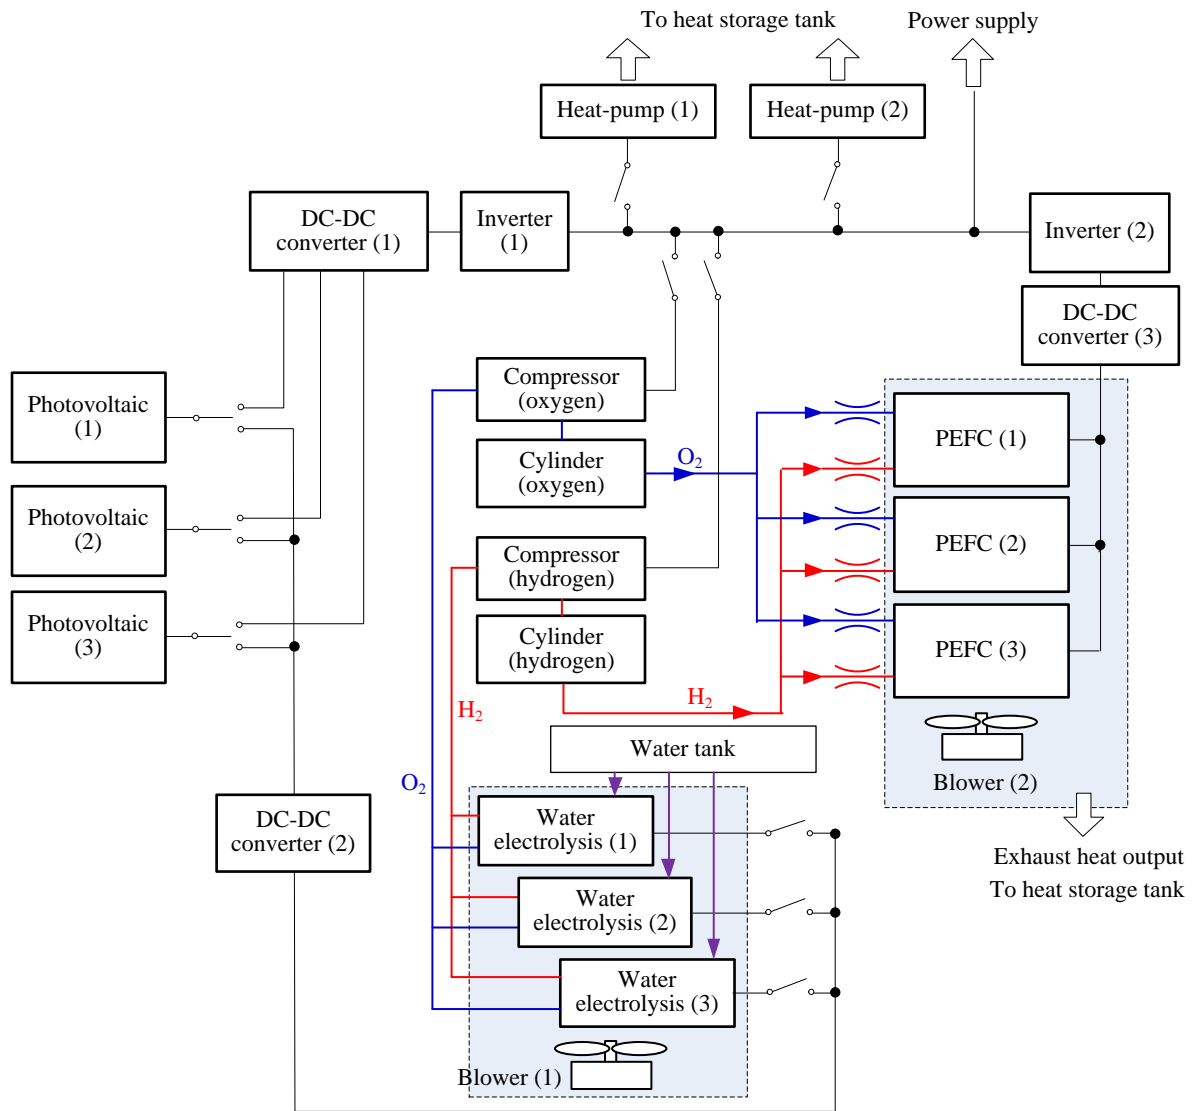 To heat storage tank
Power supply
Heat-pump (1)
Heat-pump (2)
DC-DC
converter (1)
Inverter
(1)
Inverter (2)
DC-DC
converter (3)
Photovoltaic
(1)
Compressor
(oxygen)
PEFC (1)
Cylinder
(oxygen)
O2
Photovoltaic
(2)
PEFC (2)
Compressor
(hydrogen)
Photovoltaic
(3)
Cylinder
(hydrogen)
PEFC (3)
H2
H2
Water tank
O2
Blower (2)
DC-DC
converter (2)
Water
electrolysis (1)
Exhaust heat output
To heat storage tank
Water
electrolysis (2)
Water
electrolysis (3)
Blower (1)